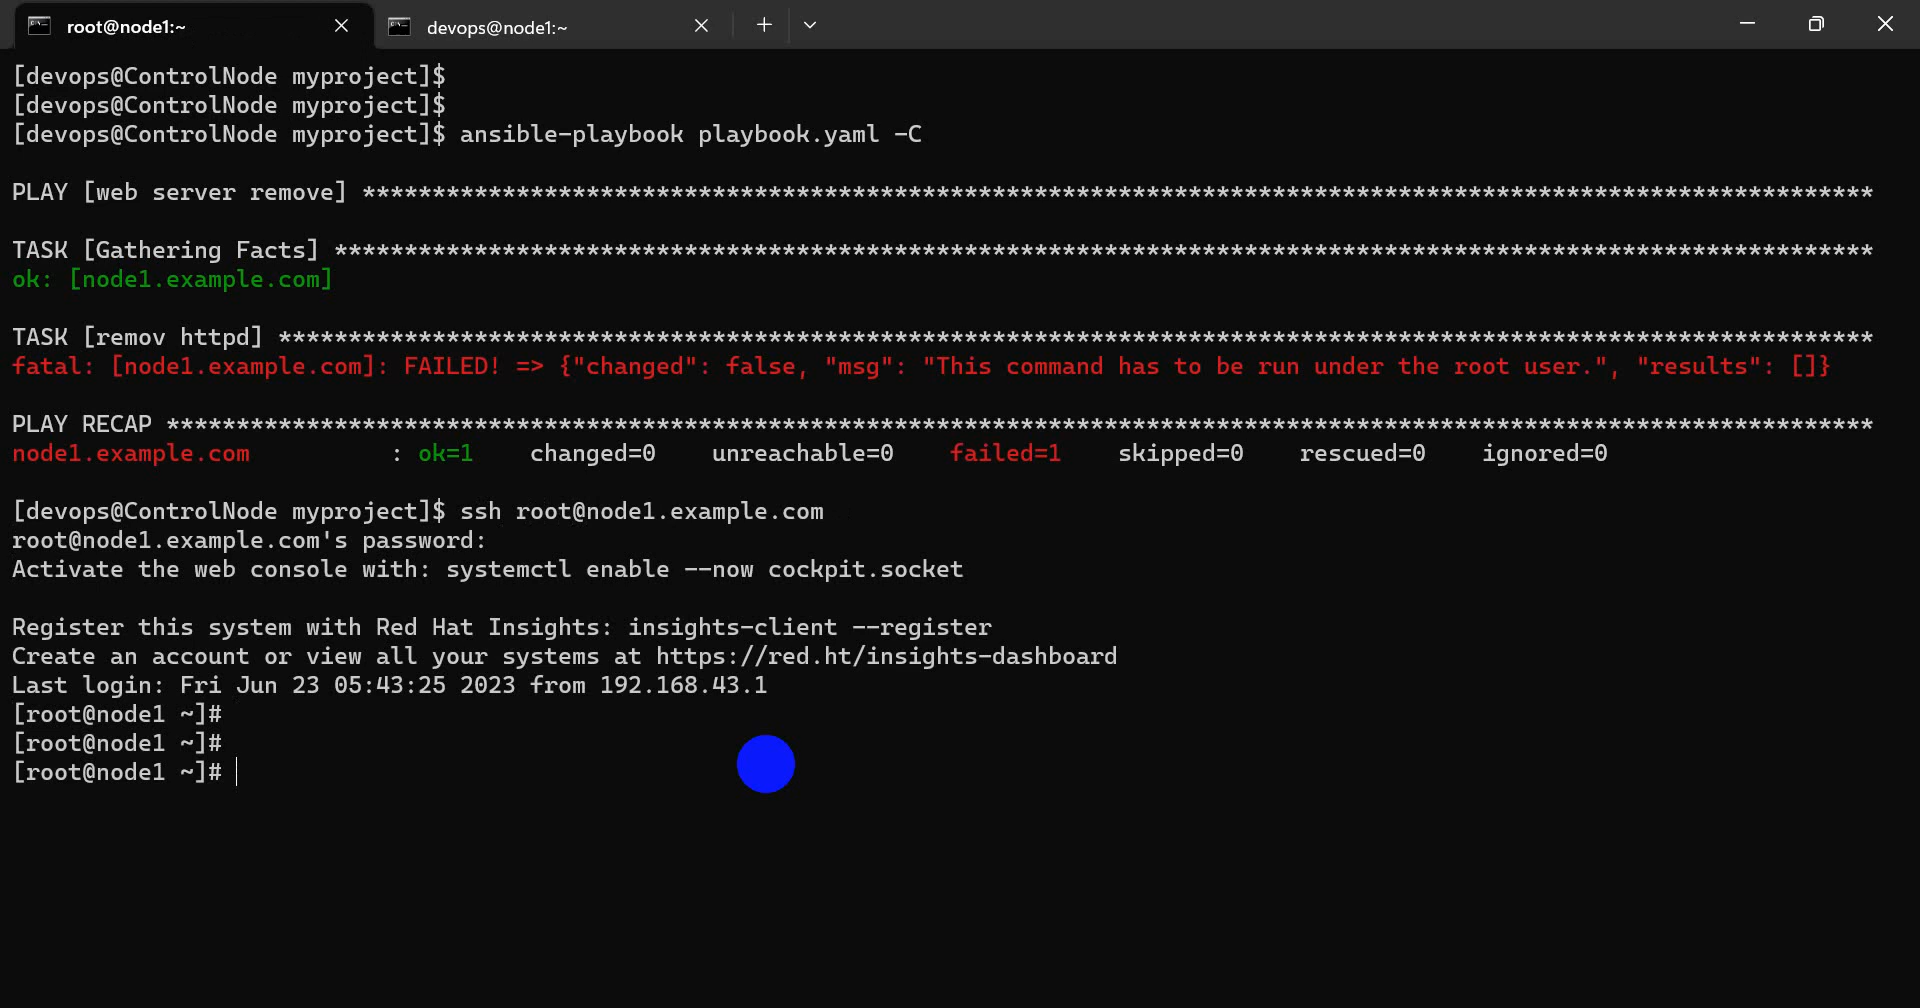 root@node1:~
devops@node1:~
[devops@ControlNode myproject]$
[devops@ControlNode myproject]$
[devops@ControlNode myproject]$ ansible-playbook playbook.yaml -C
PLAY [web server remove] ************************************************************************************************************
TASK [Gathering Facts] **************************************************************************************************************
ok: [node1.example.com]
TASK [remov httpd] ******************************************************************************************************************
fatal: [node1.example.com]: FAILED! => {"changed": false, "msg": "This command has to be run under the root user.", "results": []}
PLAY RECAP **************************************************************************************************************************
node1.example.com          : ok=1    changed=0    unreachable=0    failed=1    skipped=0    rescued=0    ignored=0
[devops@ControlNode myproject]$ ssh root@node1.example.com
root@node1.example.com's password:
Activate the web console with: systemctl enable --now cockpit.socket
Register this system with Red Hat Insights: insights-client --register
Create an account or view all your systems at https://red.ht/insights-dashboard
Last login: Fri Jun 23 05:43:25 2023 from 192.168.43.1
[root@node1 ~]#
[root@node1 ~]#
[root@node1 ~]#